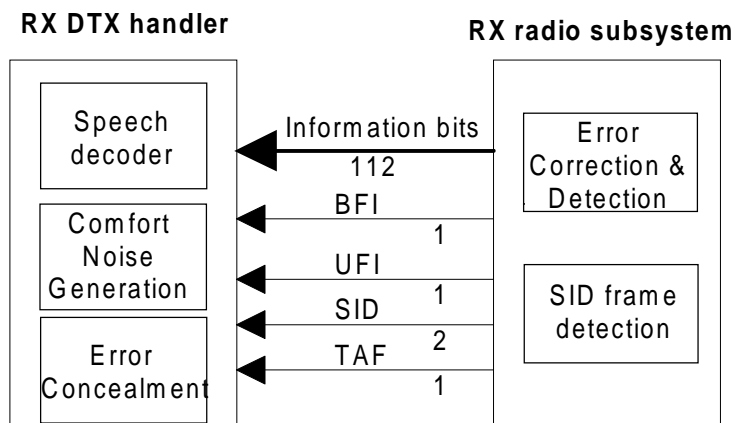 RX DTX handler
RX radio subsystem
Speech
decoder
Information bits
112
Error
Correction &
Detection
BFI
1
Comfort
Noise
Generation
UFI
1
SID
2
SID frame
detection
TAF
1
Error
Concealment